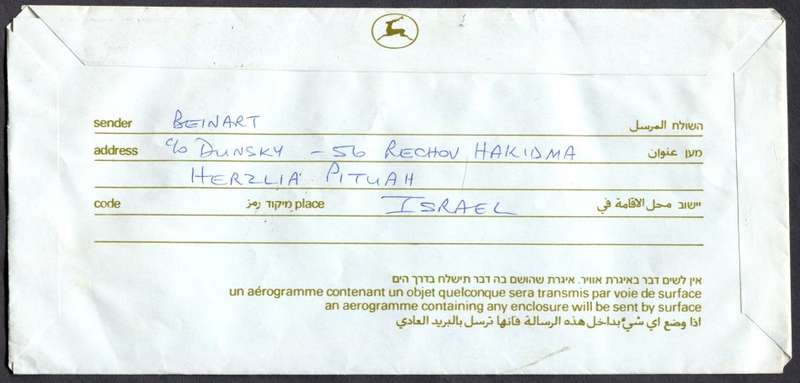 sender BEINART השולח المرسل
address c/o DUNSKY - 56 RECHOV HAKIDMA מען عنوان
HERZLIA PITUAH
code מיקוד رمز place ISRAEL יישוב محل الاقامة في
אין לשים דבר באיגרת אוויר. איגרת שהושם בה דבר תישלח בדרך הים
un aérogramme contenant un objet quelconque sera transmis par voie de surface
an aerogramme containing any enclosure will be sent by surface
اذا وضع اي شيء بداخل هذه الرسالة فانها ترسل بالبريد العادي